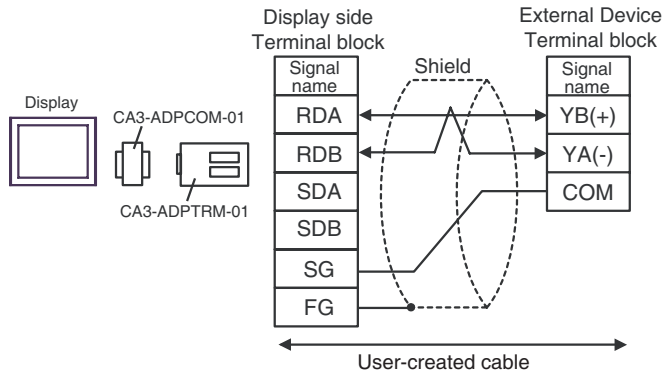 Display side
Terminal block
External Device
Terminal block
Signal
name
Shield
Signal
name
Display
CA3-ADPCOM-01
RDA
YB(+)
RDB
YA(-)
CA3-ADPTRM-01
SDA
COM
SDB
SG
FG
User-created cable